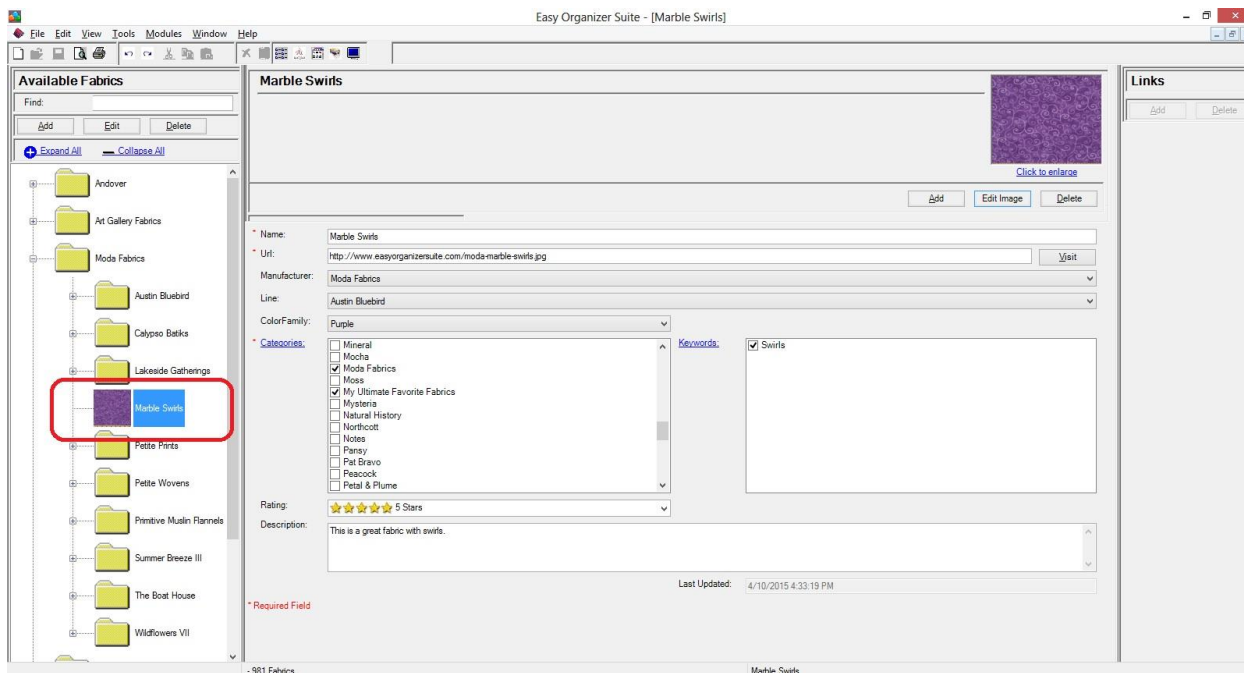 Easy Organizer Suite - [Marble Swirls]
File Edit View Tools Modules Window Help
Available Fabrics
Find:
Add Edit Delete
Expand All Collapse All
Andover
Art Gallery Fabrics
Moda Fabrics
Austin Bluebird
Calypso Batiks
Lakeside Gatherings
Marble Swirls
Petite Prints
Petite Wovens
Primitive Muslin Flannels
Summer Breeze III
The Boat House
Wildflowers VII
Marble Swirls
Click to enlarge
Add Edit Image Delete
* Name: Marble Swirls
* Url: http://www.easyorganizersuite.com/moda-marble-swirls.jpg Visit
Manufacturer: Moda Fabrics
Line: Austin Bluebird
ColorFamily: Purple
* Categories:
Mineral
Mocha
Moda Fabrics
Moss
My Ultimate Favorite Fabrics
Mysteria
Natural History
Northcott
Notes
Pansy
Pat Bravo
Peacock
Petal & Plume
Keywords: Swirls
Rating: 5 Stars
Description: This is a great fabric with swirls.
Last Updated: 4/10/2015 4:33:19 PM
* Required Field
Links
Add Delete
- 981 Fabrics Marble Swirls